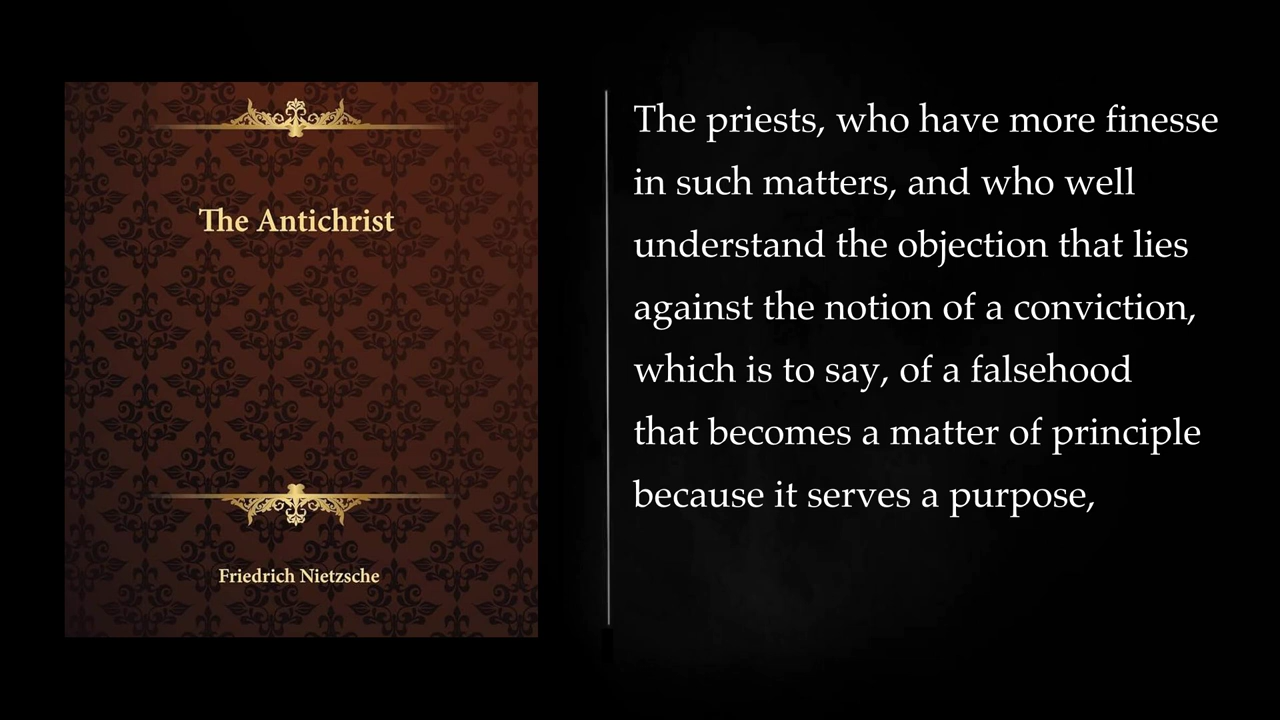 The Antichrist
Friedrich Nietzsche
The priests, who have more finesse
in such matters, and who well
understand the objection that lies
against the notion of a conviction,
which is to say, of a falsehood
that becomes a matter of principle
because it serves a purpose,